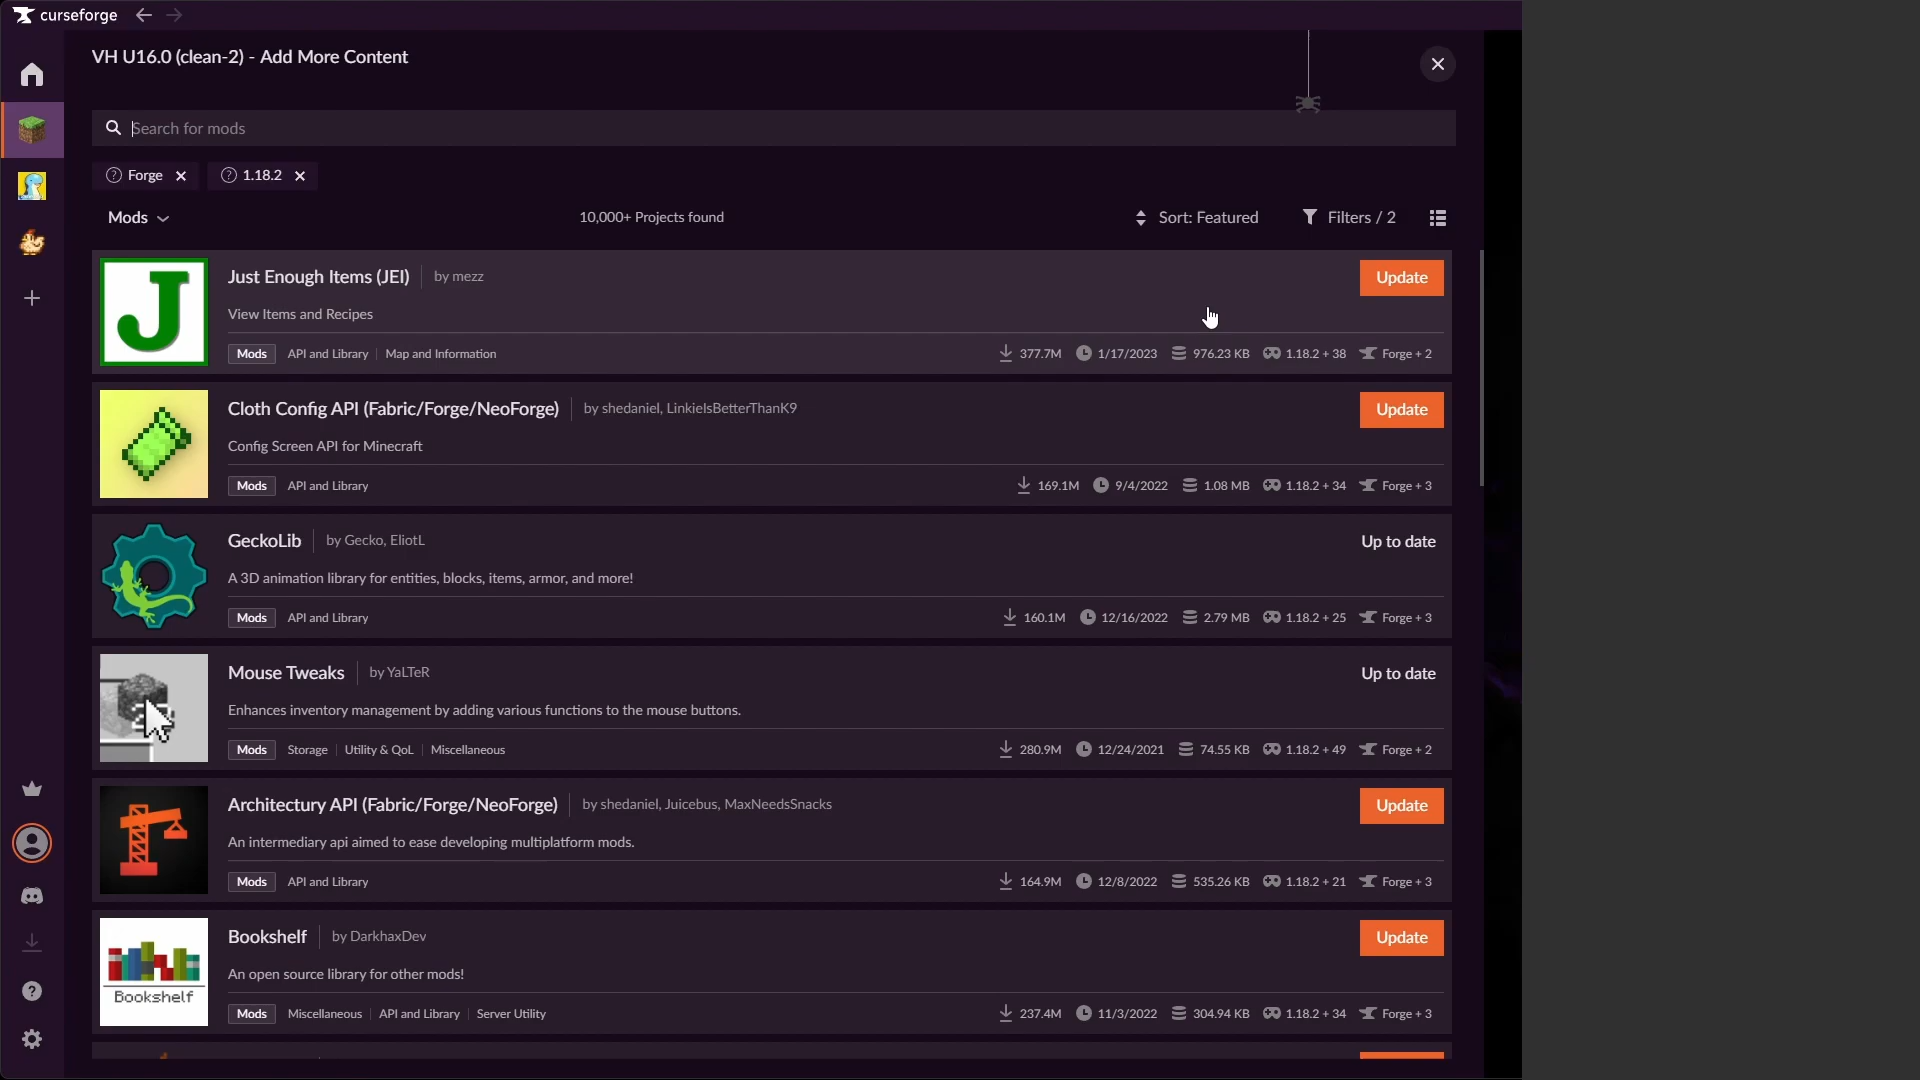 curseforge
VH U16.0 (clean-2) - Add More Content
Search for mods
Forge
1.18.2
Mods
10,000+ Projects found
Sort: Featured
Filters / 2
Just Enough Items (JEI) by mezz
Update
View Items and Recipes
Mods API and Library Map and Information
377.7M 1/17/2023 976.23 KB 1.18.2 + 38 Forge + 2
Cloth Config API (Fabric/Forge/NeoForge) by shedaniel, LinkieIsBetterThanK9
Update
Config Screen API for Minecraft
Mods API and Library
169.1M 9/4/2022 1.08 MB 1.18.2 + 34 Forge + 3
GeckoLib by Gecko, EliotL
Up to date
A 3D animation library for entities, blocks, items, armor, and more!
Mods API and Library
160.1M 12/16/2022 2.79 MB 1.18.2 + 25 Forge + 3
Mouse Tweaks by YaLTeR
Up to date
Enhances inventory management by adding various functions to the mouse buttons.
Mods Storage Utility & QoL Miscellaneous
280.9M 12/24/2021 74.55 KB 1.18.2 + 49 Forge + 2
Architectury API (Fabric/Forge/NeoForge) by shedaniel, Juicebus, MaxNeedsSnacks
Update
An intermediary api aimed to ease developing multiplatform mods.
Mods API and Library
164.9M 12/8/2022 535.26 KB 1.18.2 + 21 Forge + 3
Bookshelf by DarkhaxDev
Update
An open source library for other mods!
Bookshelf
Mods Miscellaneous API and Library Server Utility
237.4M 11/3/2022 304.94 KB 1.18.2 + 34 Forge + 3